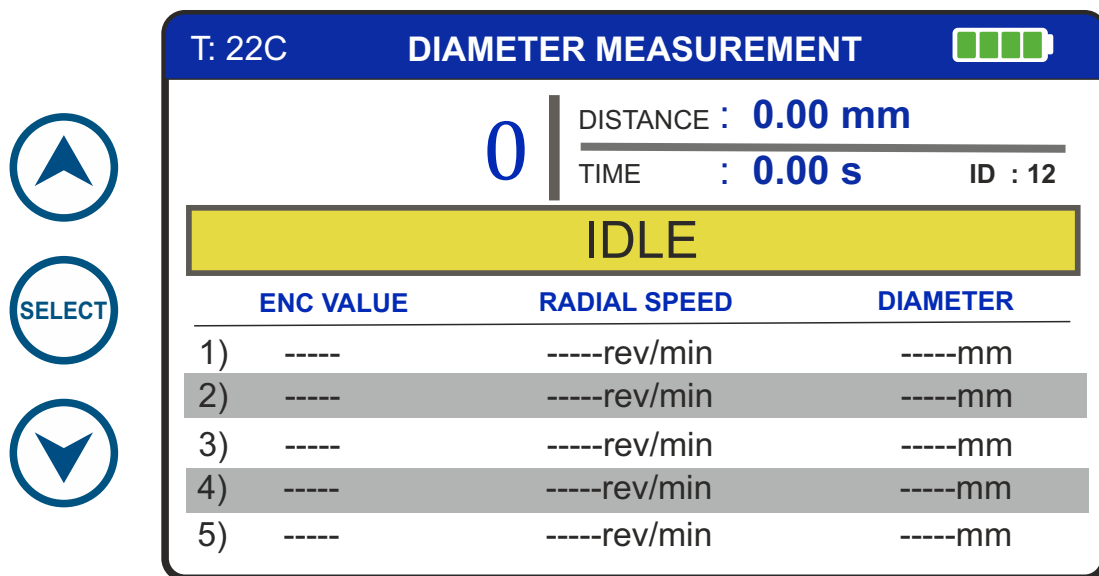 T: 22C DIAMETER MEASUREMENT
0
DISTANCE : 0.00 mm
TIME : 0.00 s ID : 12
IDLE
SELECT
ENC VALUE RADIAL SPEED DIAMETER
1) ----- -----rev/min -----mm
2) ----- -----rev/min -----mm
3) ----- -----rev/min -----mm
4) ----- -----rev/min -----mm
5) ----- -----rev/min -----mm